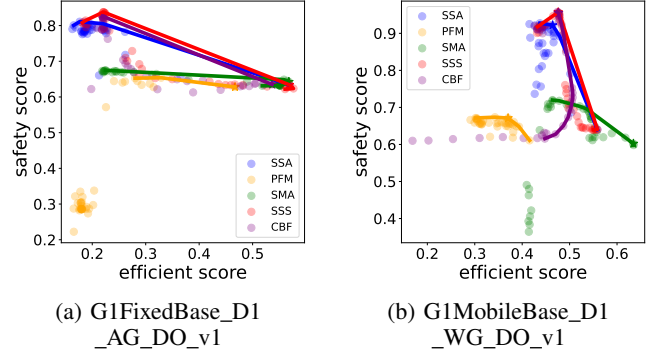 safety score
0.8
0.7
0.6
0.5
0.4
0.3
0.2
SSA
PFM
SMA
SSS
CBF
0.2 0.3 0.4 0.5
efficient score
(a) G1FixedBase_D1
_AG_DO_v1
safety score
0.9
0.8
0.7
0.6
0.5
0.4
SSA
PFM
SMA
SSS
CBF
0.2 0.3 0.4 0.5 0.6
efficient score
(b) G1MobileBase_D1
_WG_DO_v1